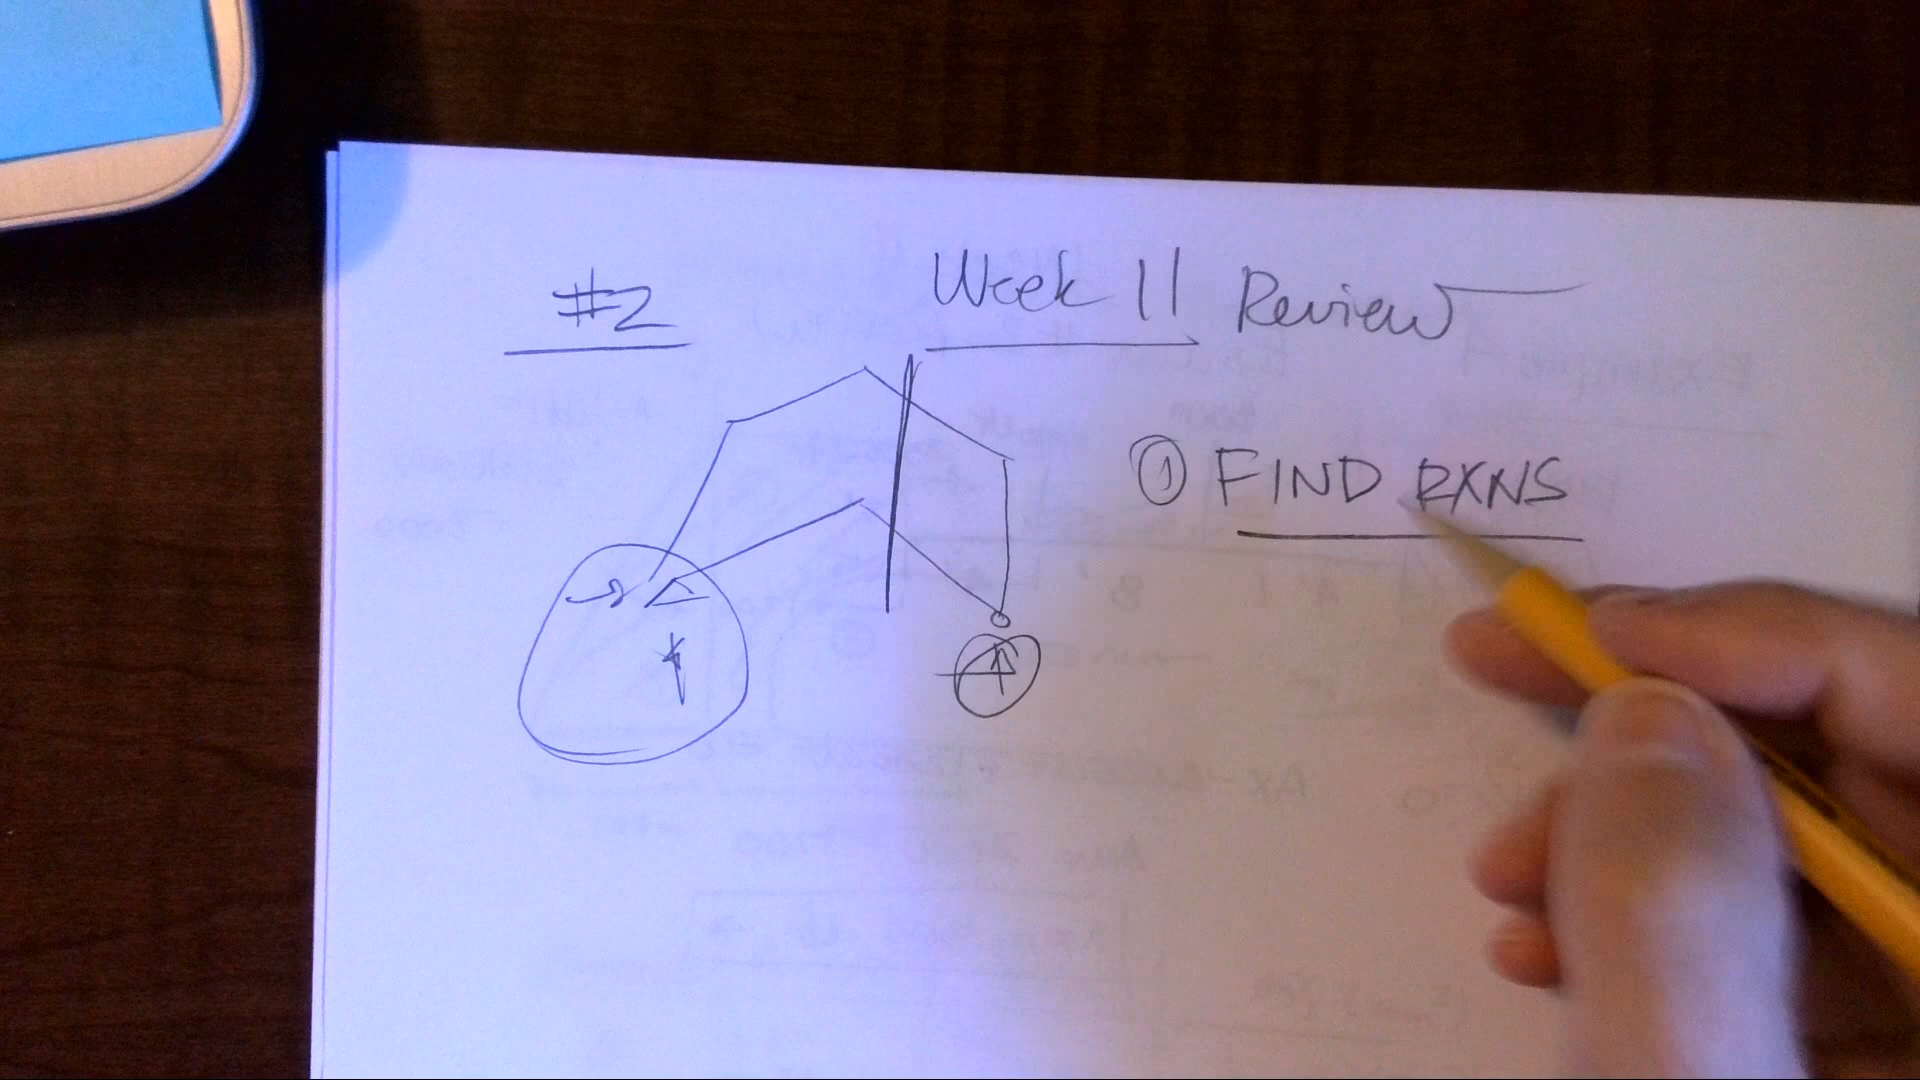 #2
Week 11 Review
① FIND RXNS